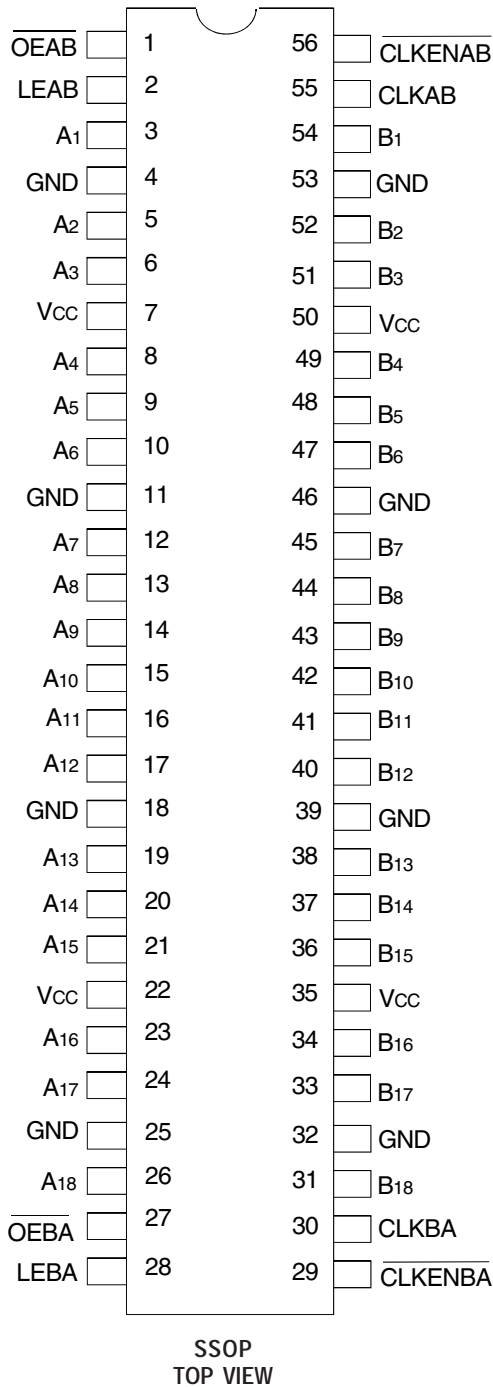 OEAB 1 56 CLKENAB
LEAB 2 55 CLKAB
A1 3 54 B1
GND 4 53 GND
A2 5 52 B2
A3 6 51 B3
VCC 7 50 VCC
A4 8 49 B4
A5 9 48 B5
A6 10 47 B6
GND 11 46 GND
A7 12 45 B7
A8 13 44 B8
A9 14 43 B9
A10 15 42 B10
A11 16 41 B11
A12 17 40 B12
GND 18 39 GND
A13 19 38 B13
A14 20 37 B14
A15 21 36 B15
VCC 22 35 VCC
A16 23 34 B16
A17 24 33 B17
GND 25 32 GND
A18 26 31 B18
OEBA 27 30 CLKBA
LEBA 28 29 CLKENBA
SSOP
TOP VIEW